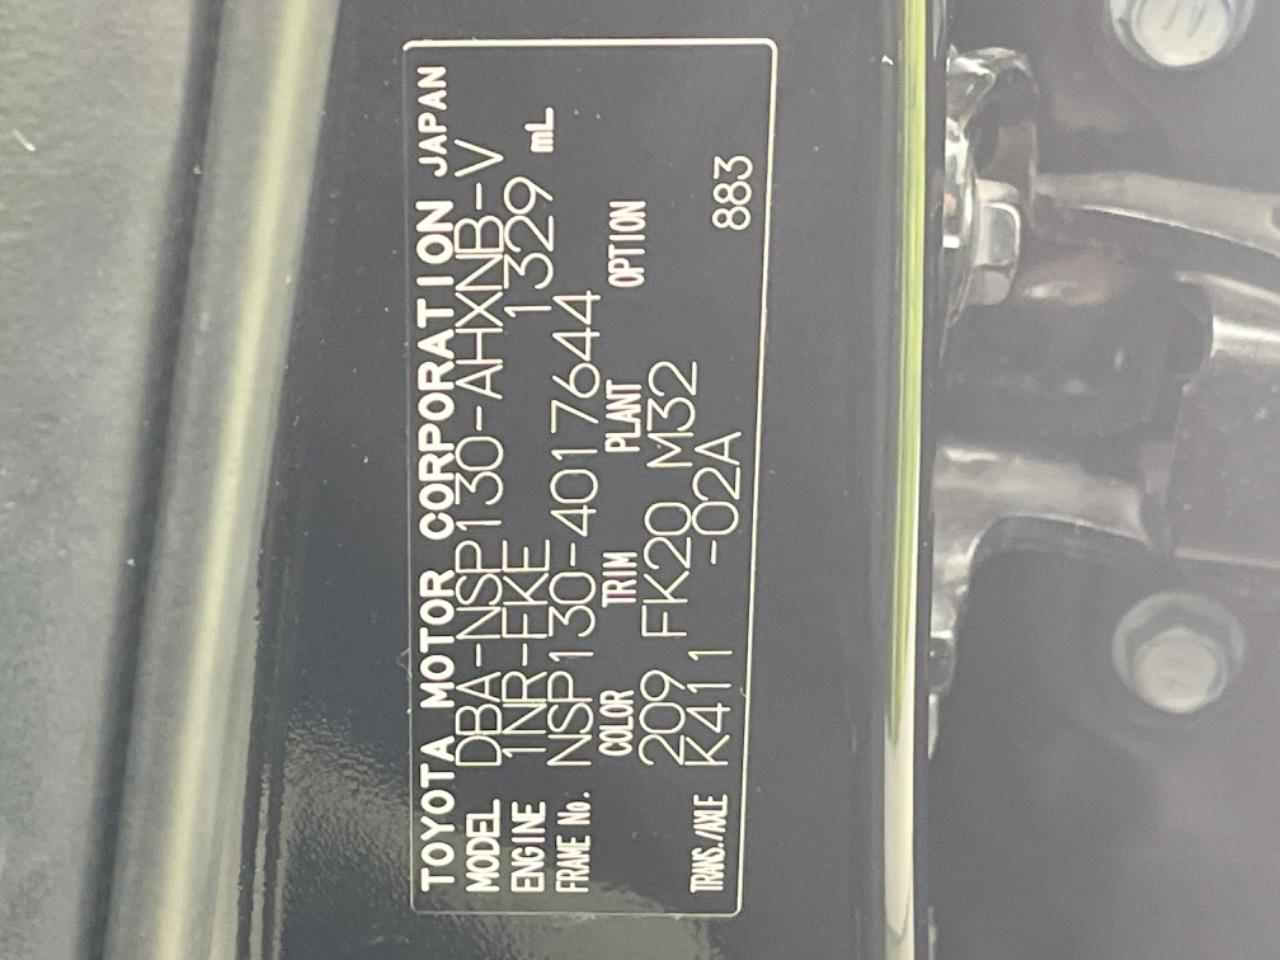 TOYOTA MOTOR CORPORATION JAPAN
MODEL DBA-NSP130-AHXNB-V
ENGINE 1NR-FKE 1329 mL
FRAME No. NSP130-4017644
COLOR TRIM PLANT OPTION
209 FK20 M32
TRANS./AXLE K411 -02A 883